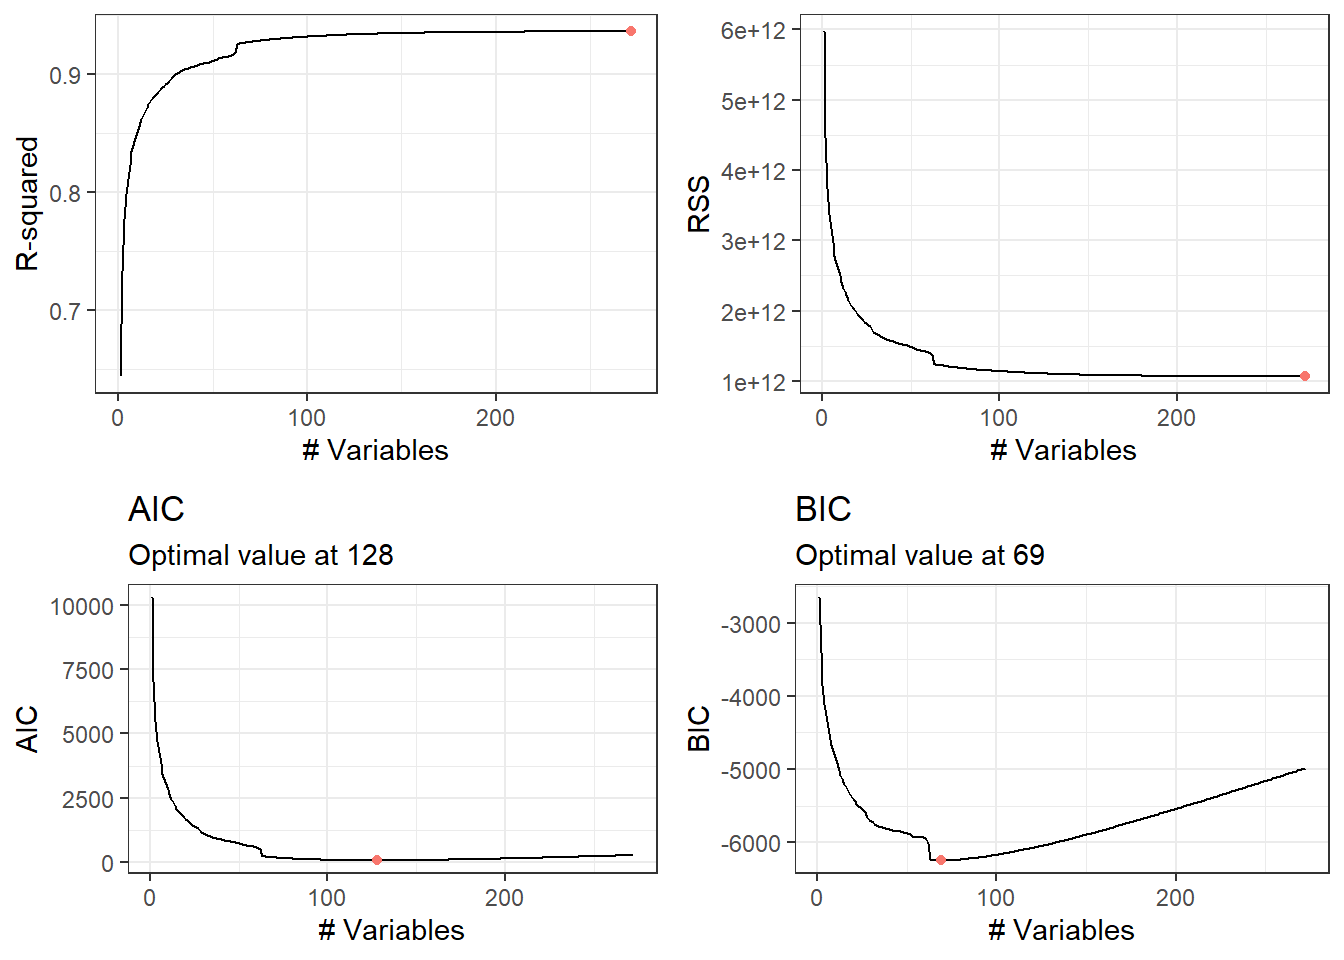 R-squared
0.9
0.8
0.7
0 100 200
# Variables
RSS
6e+12
5e+12
4e+12
3e+12
2e+12
1e+12
0 100 200
# Variables
AIC
Optimal value at 128
AIC
10000
7500
5000
2500
0
0 100 200
# Variables
BIC
Optimal value at 69
BIC
-3000
-4000
-5000
-6000
0 100 200
# Variables